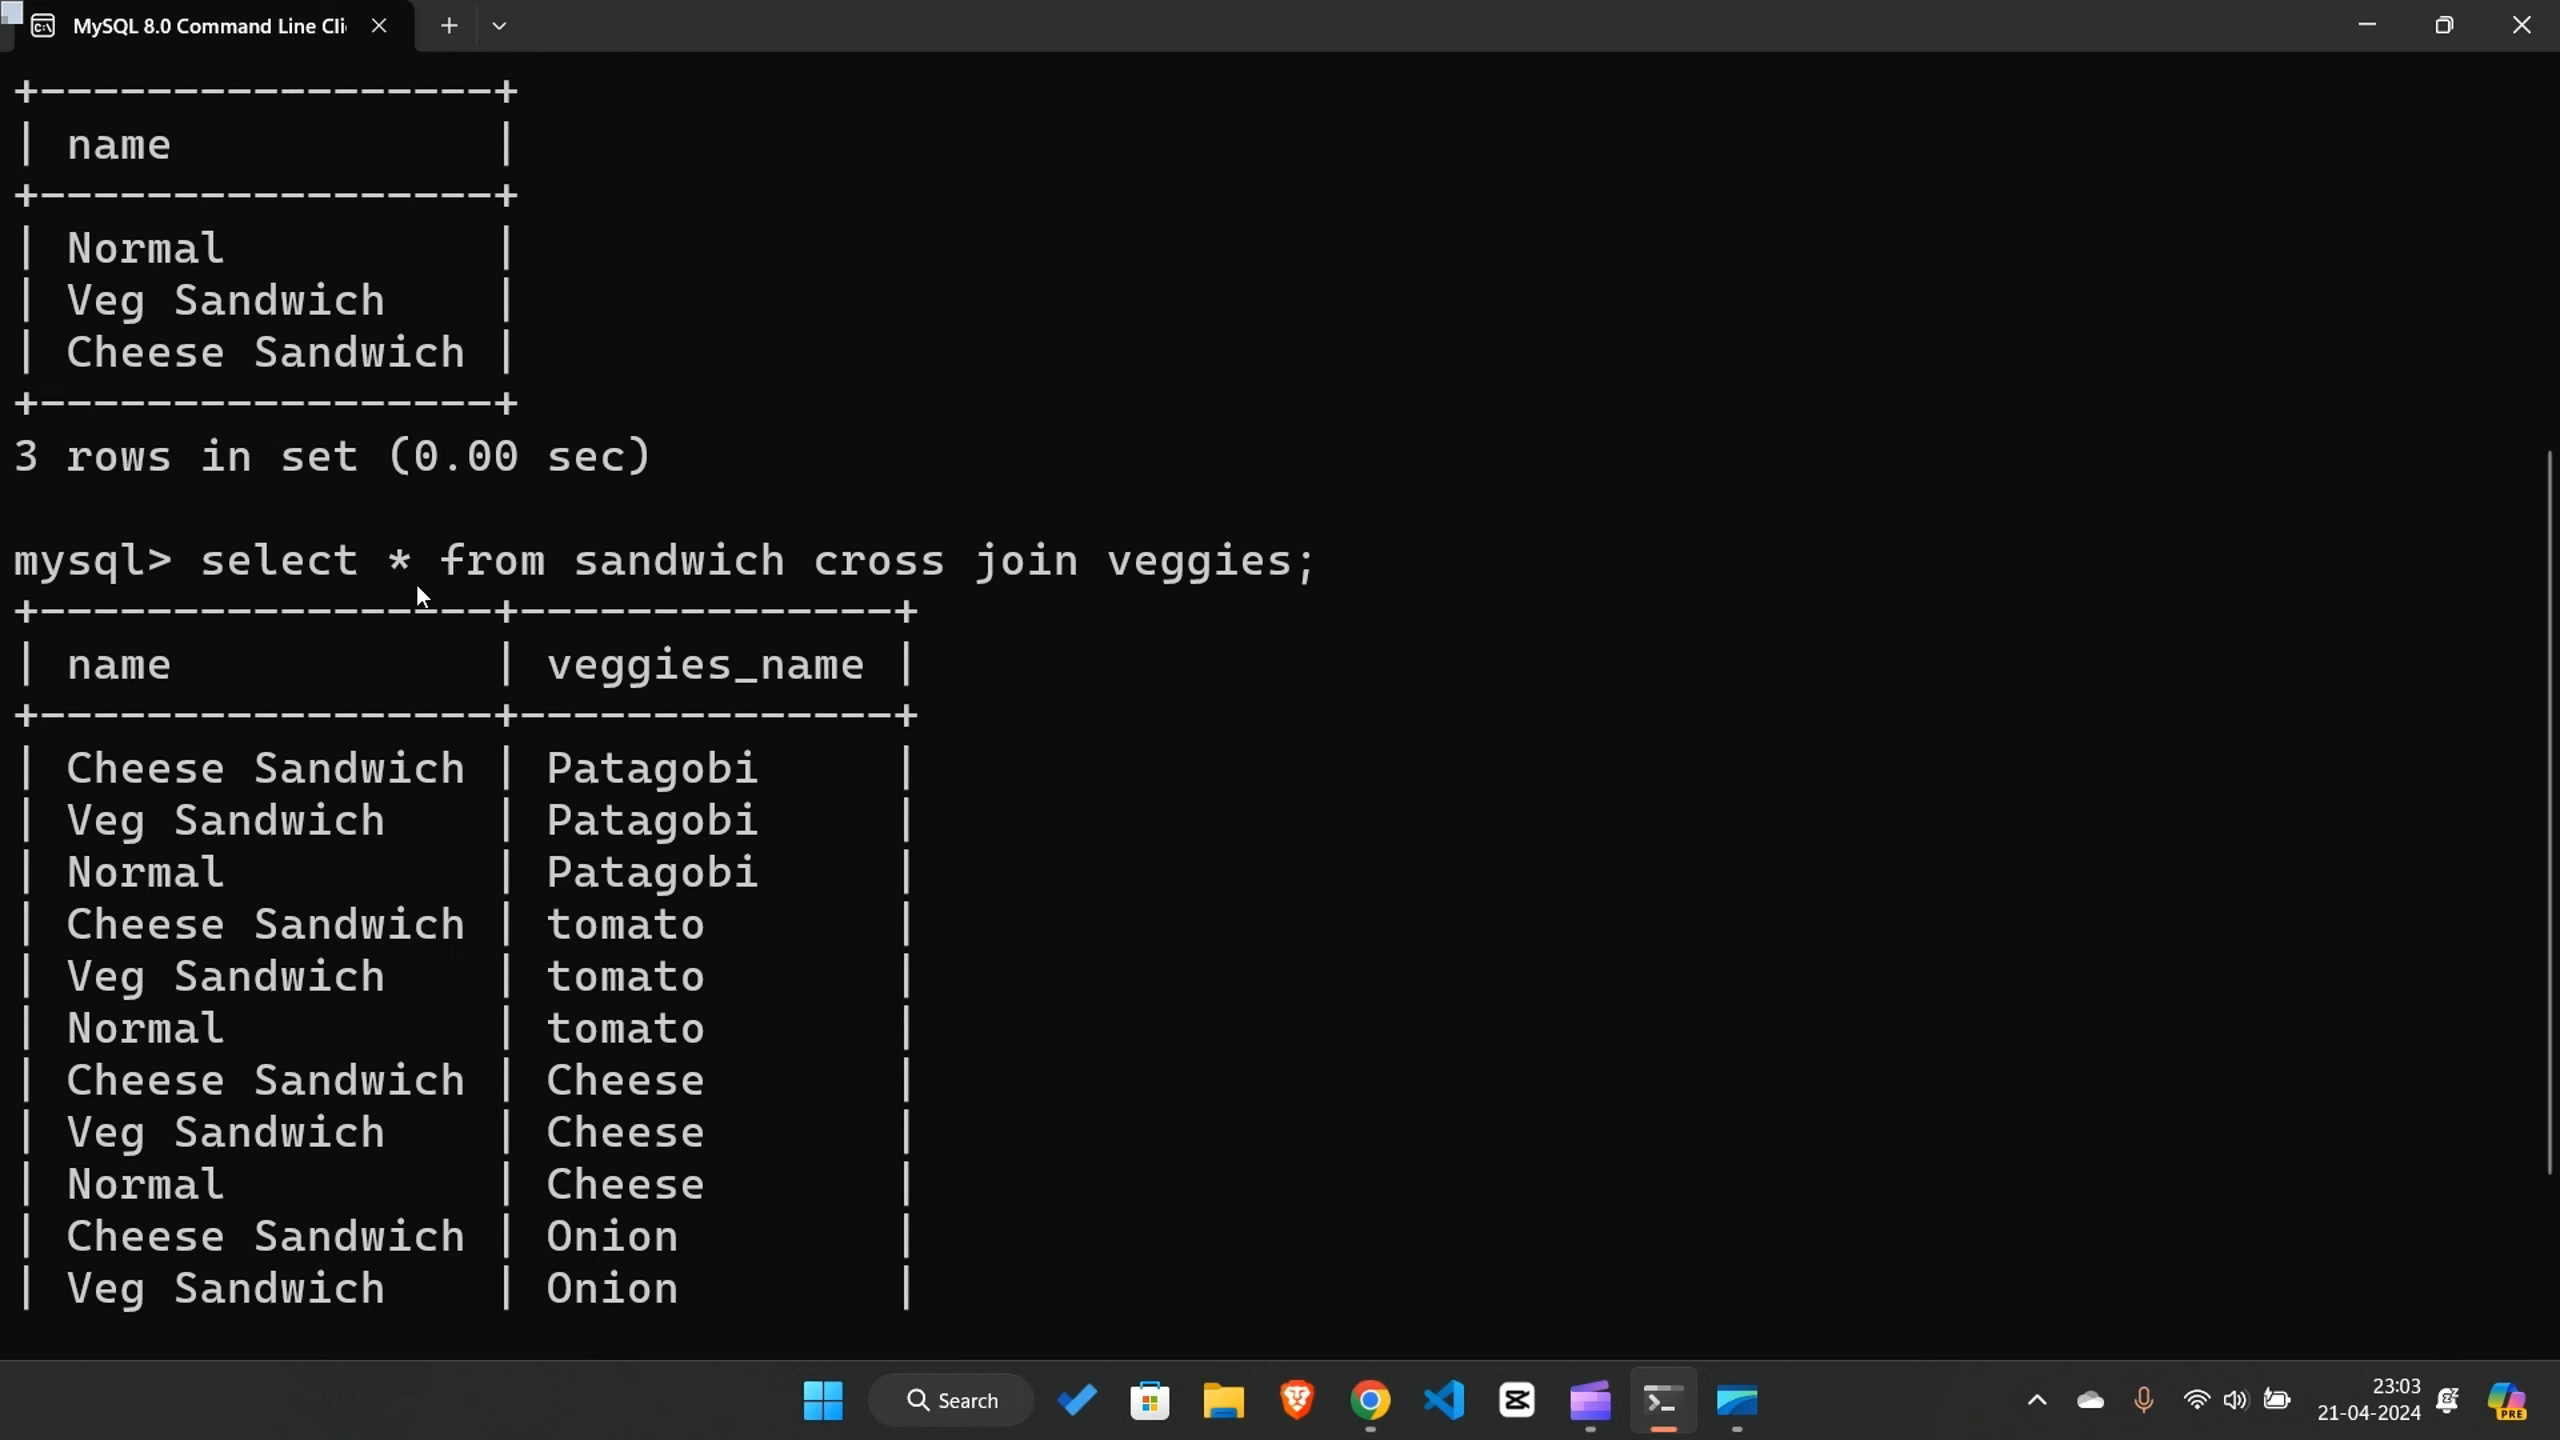 MySQL 8.0 Command Line Cli
+------------------+
| name             |
+------------------+
| Normal           |
| Veg Sandwich     |
| Cheese Sandwich |
+------------------+
3 rows in set (0.00 sec)
mysql> select * from sandwich cross join veggies;
+-----------------+--------------+
| name            | veggies_name |
+-----------------+--------------+
| Cheese Sandwich | Patagobi     |
| Veg Sandwich    | Patagobi     |
| Normal          | Patagobi     |
| Cheese Sandwich | tomato       |
| Veg Sandwich    | tomato       |
| Normal          | tomato       |
| Cheese Sandwich | Cheese       |
| Veg Sandwich    | Cheese       |
| Normal          | Cheese       |
| Cheese Sandwich | Onion        |
| Veg Sandwich    | Onion        |
Search
23:03
21-04-2024
PRE